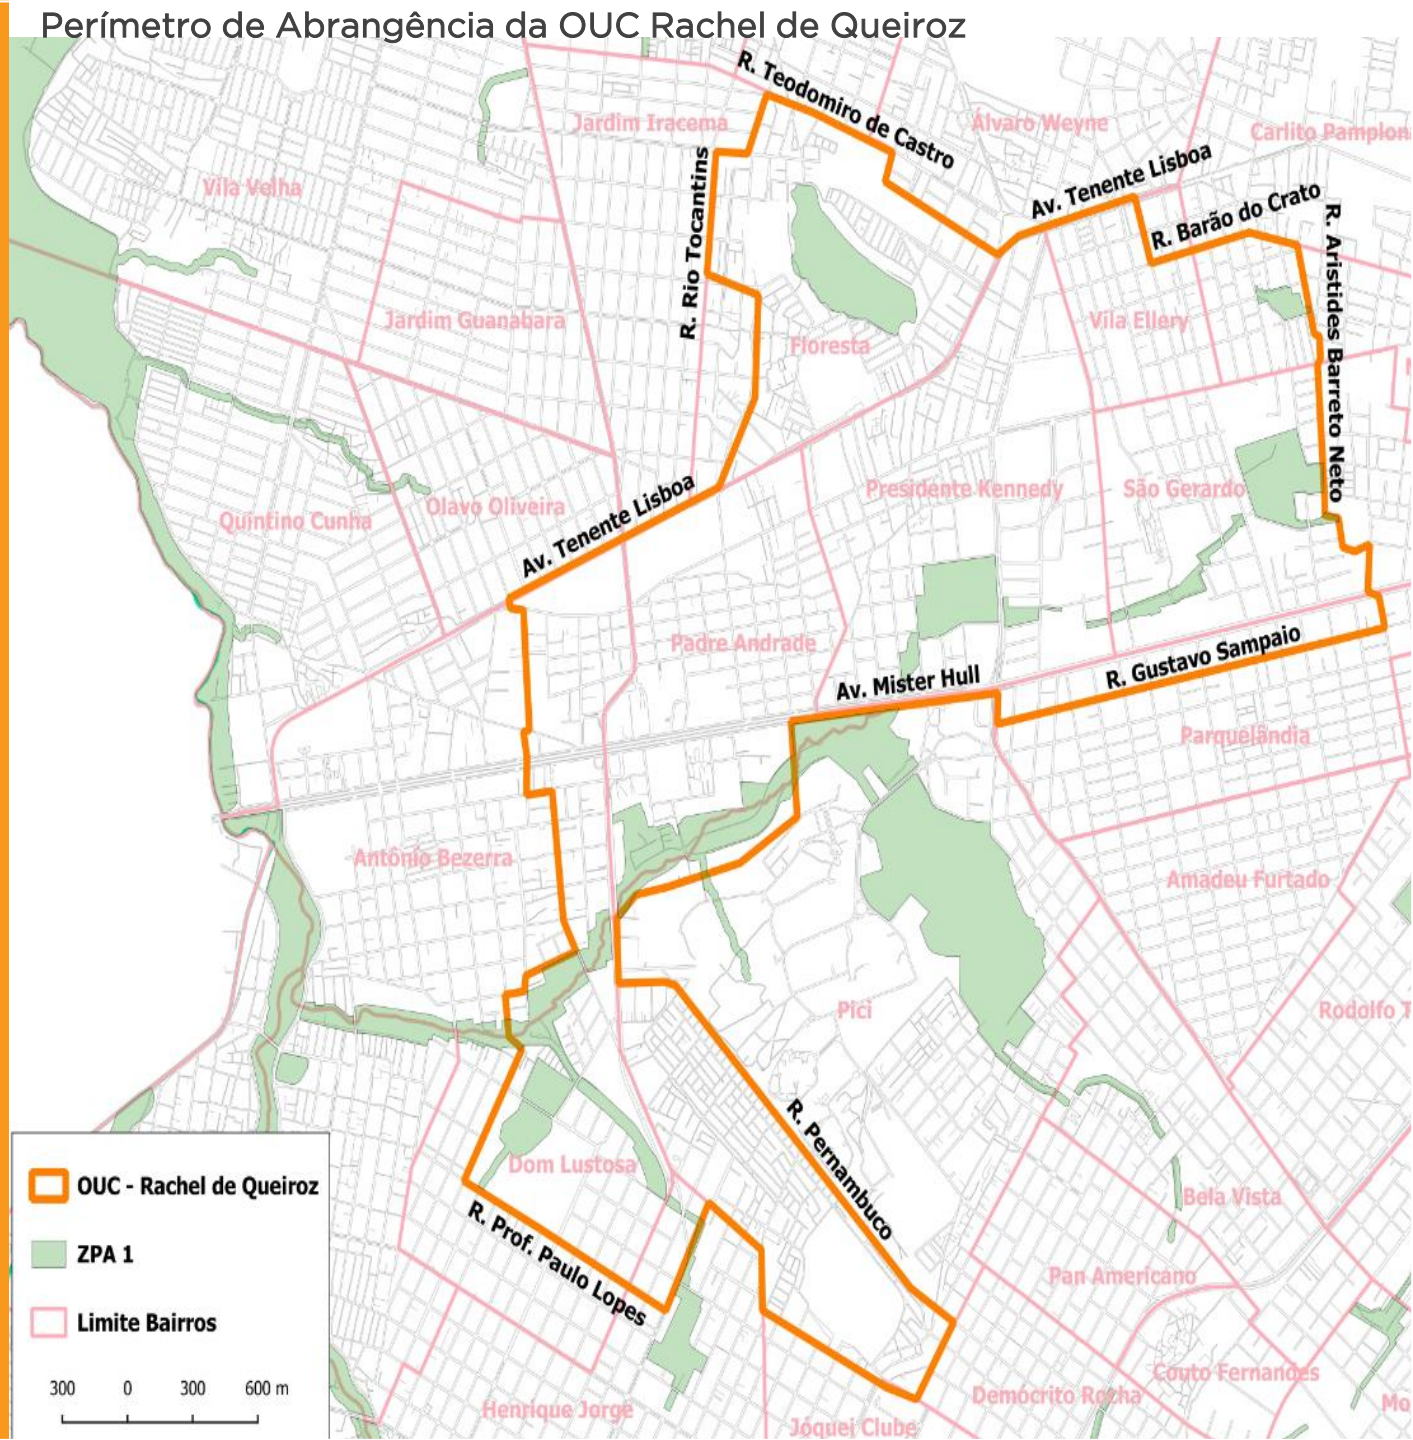 Perímetro de Abrangência da OUC Rachel de Queiroz
R. Teodomiro de Castro
Jardim Iracema
Álvaro Weyne
Carlito Pamplon
Av. Tenente Lisboa
Vila Velha
R. Rio Tocantins
R. Barão do Crato
R. Aristides Barreto Neto
Jardim Guanabara
Vila Ellery
Floresta
Presidente Kennedy
São Gerardo
Olavo Oliveira
Quintino Cunha
Av. Tenente Lisboa
Padre Andrade
R. Gustavo Sampaio
Av. Mister Hull
Parquelândia
Antônio Bezerra
Amadeu Furtado
Pici
Rodolfo T
R. Pernambuco
Dom Lustosa
Bela Vista
R. Prof. Paulo Lopes
Pan Americano
Couto Fernandes
Demócrito Rocha
Mo
Henrique Jorge
Jóquei Clube
OUC - Rachel de Queiroz
ZPA 1
Limite Bairros
300 0 300 600 m